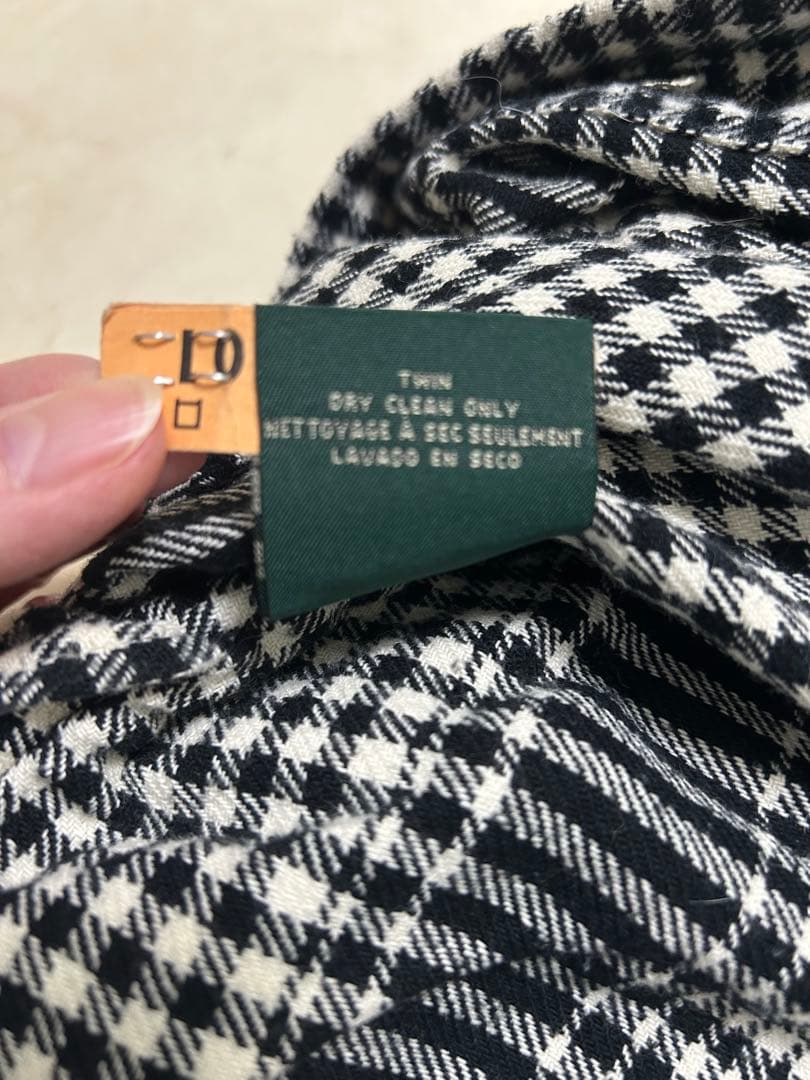 TWIN
DRY CLEAN ONLY
NETTOYAGE À SEC SEULEMENT
LAVADO EN SECO